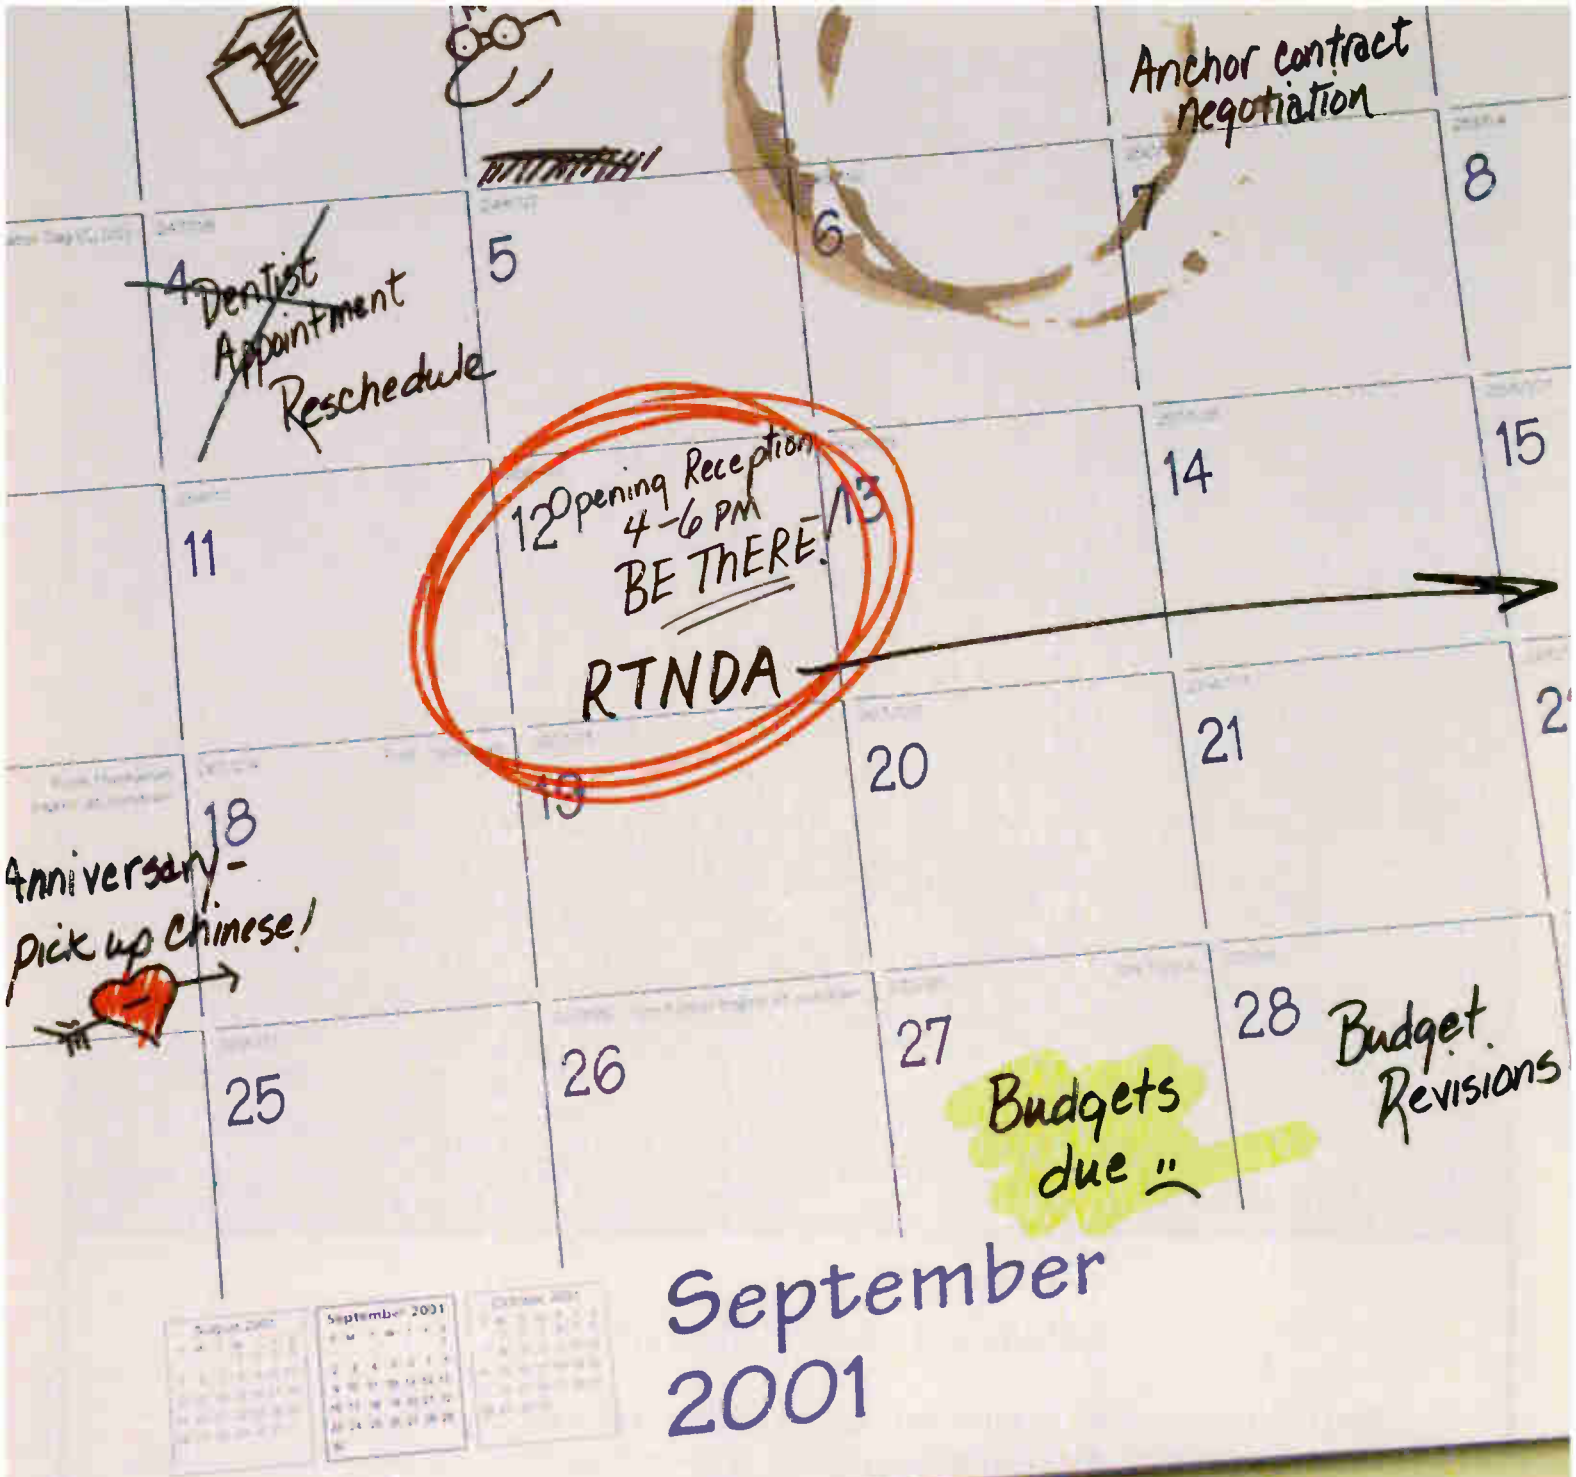 Anchor contract
negotiation
4
Dentist
Appointment
Reschedule
5
6
7
8
11
12
Opening Reception
4-6 PM
BE THERE!
RTNDA
13
14
15
18
Anniversary-
Pick up Chinese!
19
20
21
25
26
27
Budgets
due
28
Budget
Revisions
September 2001
September
2001